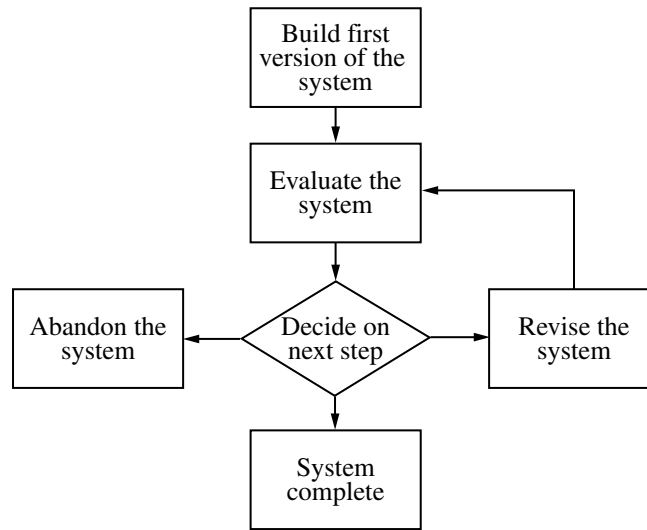 Build first
version of the
system
Evaluate the
system
Abandon the
system
Decide on
next step
Revise the
system
System
complete